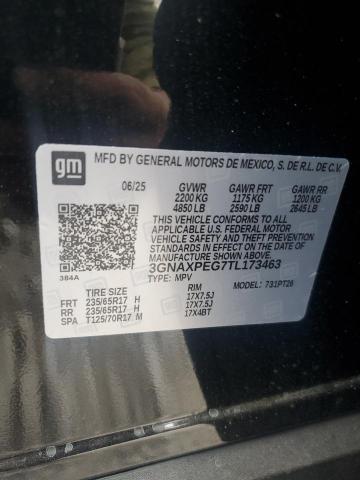 gm
MFD BY GENERAL MOTORS DE MEXICO, S. DE R.L. DE C.V.
06/25 GVWR GAWR FRT GAWR RR
2200 KG 1175 KG 1200 KG
4850 LB 2590 LB 2645 LB
THIS VEHICLE CONFORMS TO ALL
APPLICABLE U.S. FEDERAL MOTOR
VEHICLE SAFETY AND THEFT PREVENTION
STANDARDS IN EFFECT ON THE DATE OF
MANUFACTURE SHOWN ABOVE.
3GNAXPEG7TL173463
384A TYPE: MPV MODEL: 731PT26
TIRE SIZE RIM
FRT 235/65R17 H 17X7.5J
RR 235/65R17 H 17X7.5J
SPA T125/70R17 M 17X4BT